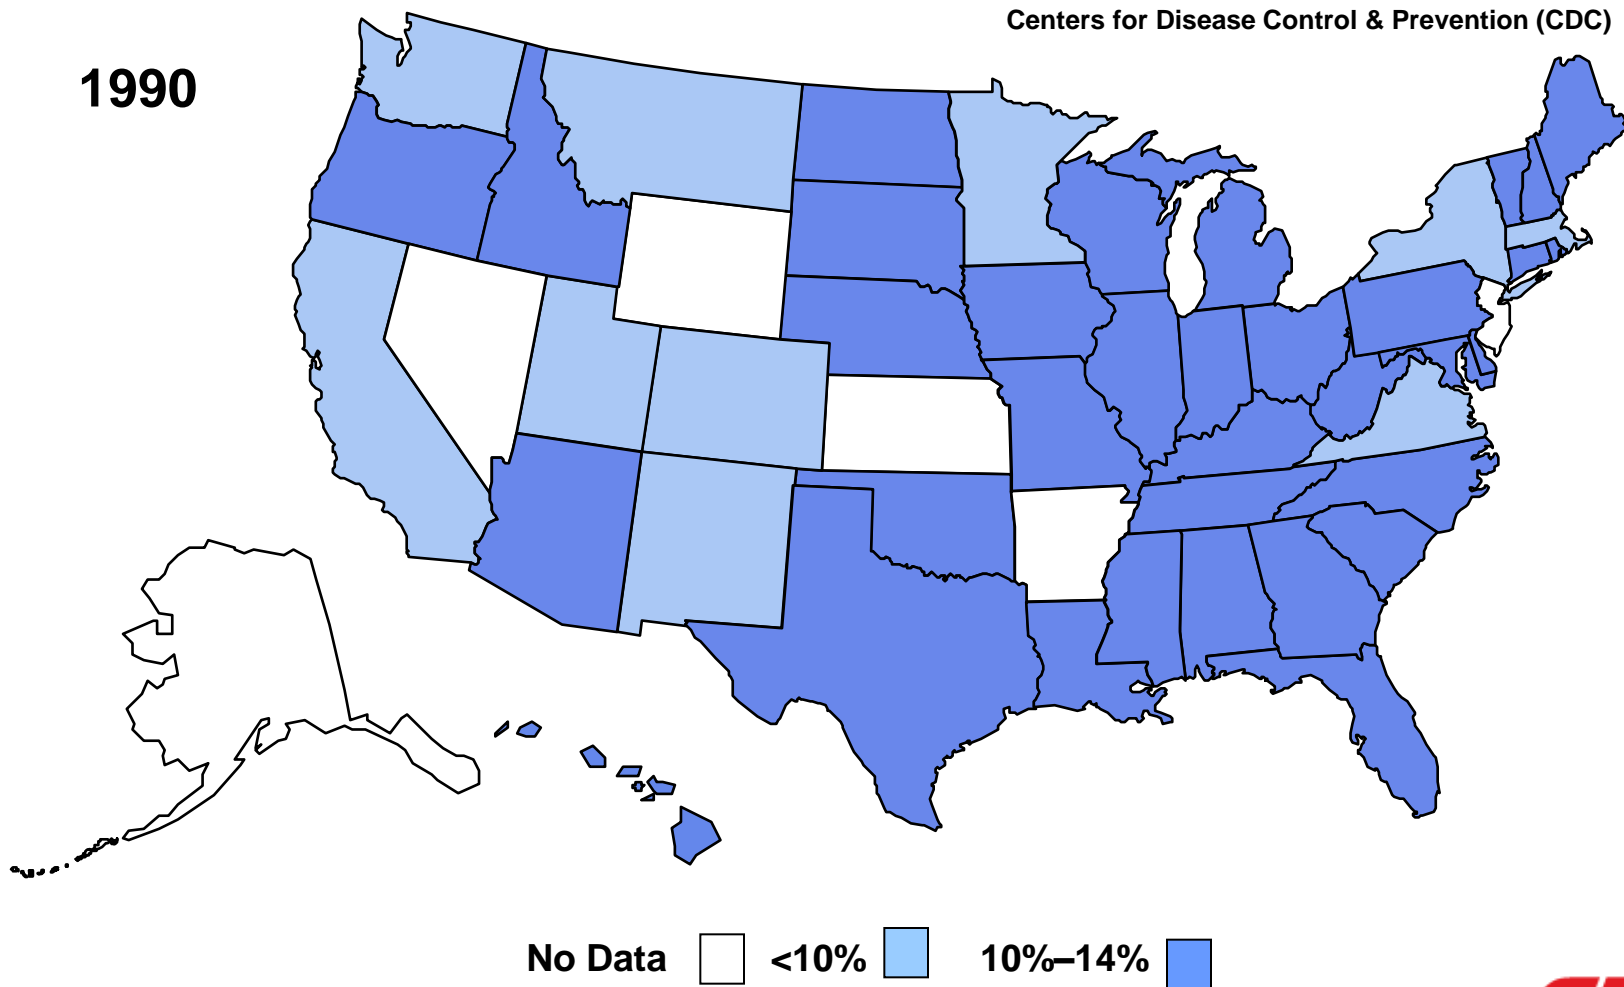 Centers for Disease Control & Prevention (CDC)
1990
No Data <10% 10%–14%